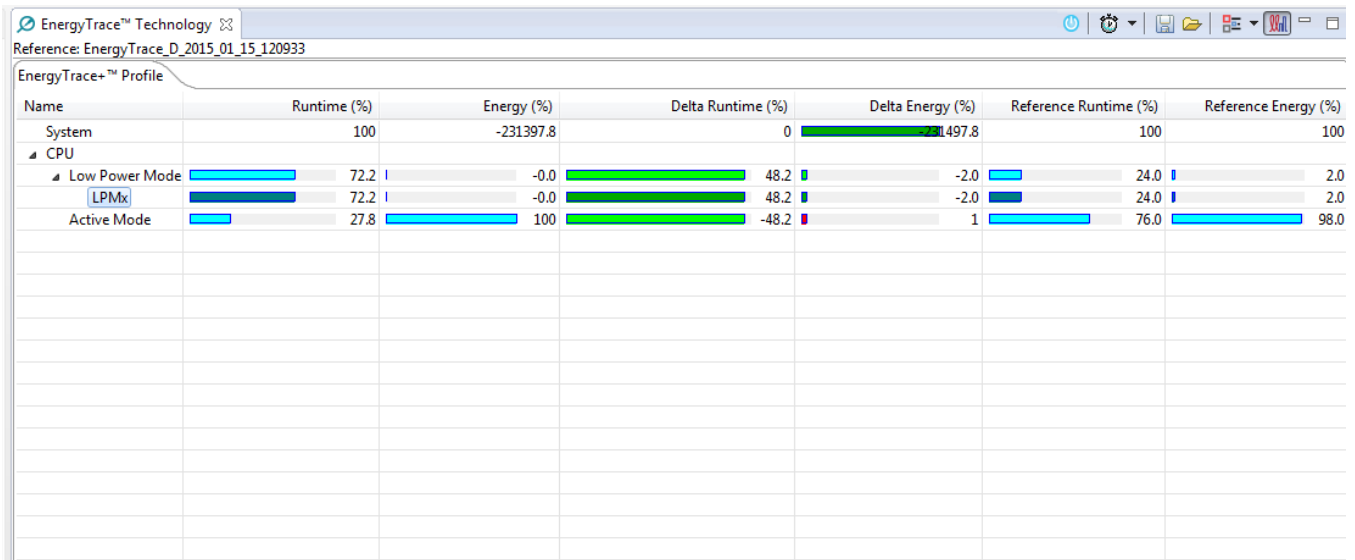 EnergyTrace™ Technology
Reference: EnergyTrace_D_2015_01_15_120933
EnergyTrace+™ Profile
Name Runtime (%) Energy (%) Delta Runtime (%) Delta Energy (%) Reference Runtime (%) Reference Energy (%)
System 100 -231397.8 0 -231497.8 100 100
CPU
Low Power Mode 72.2 -0.0 48.2 -2.0 24.0 2.0
LPMx 72.2 -0.0 48.2 -2.0 24.0 2.0
Active Mode 27.8 100 -48.2 1 76.0 98.0